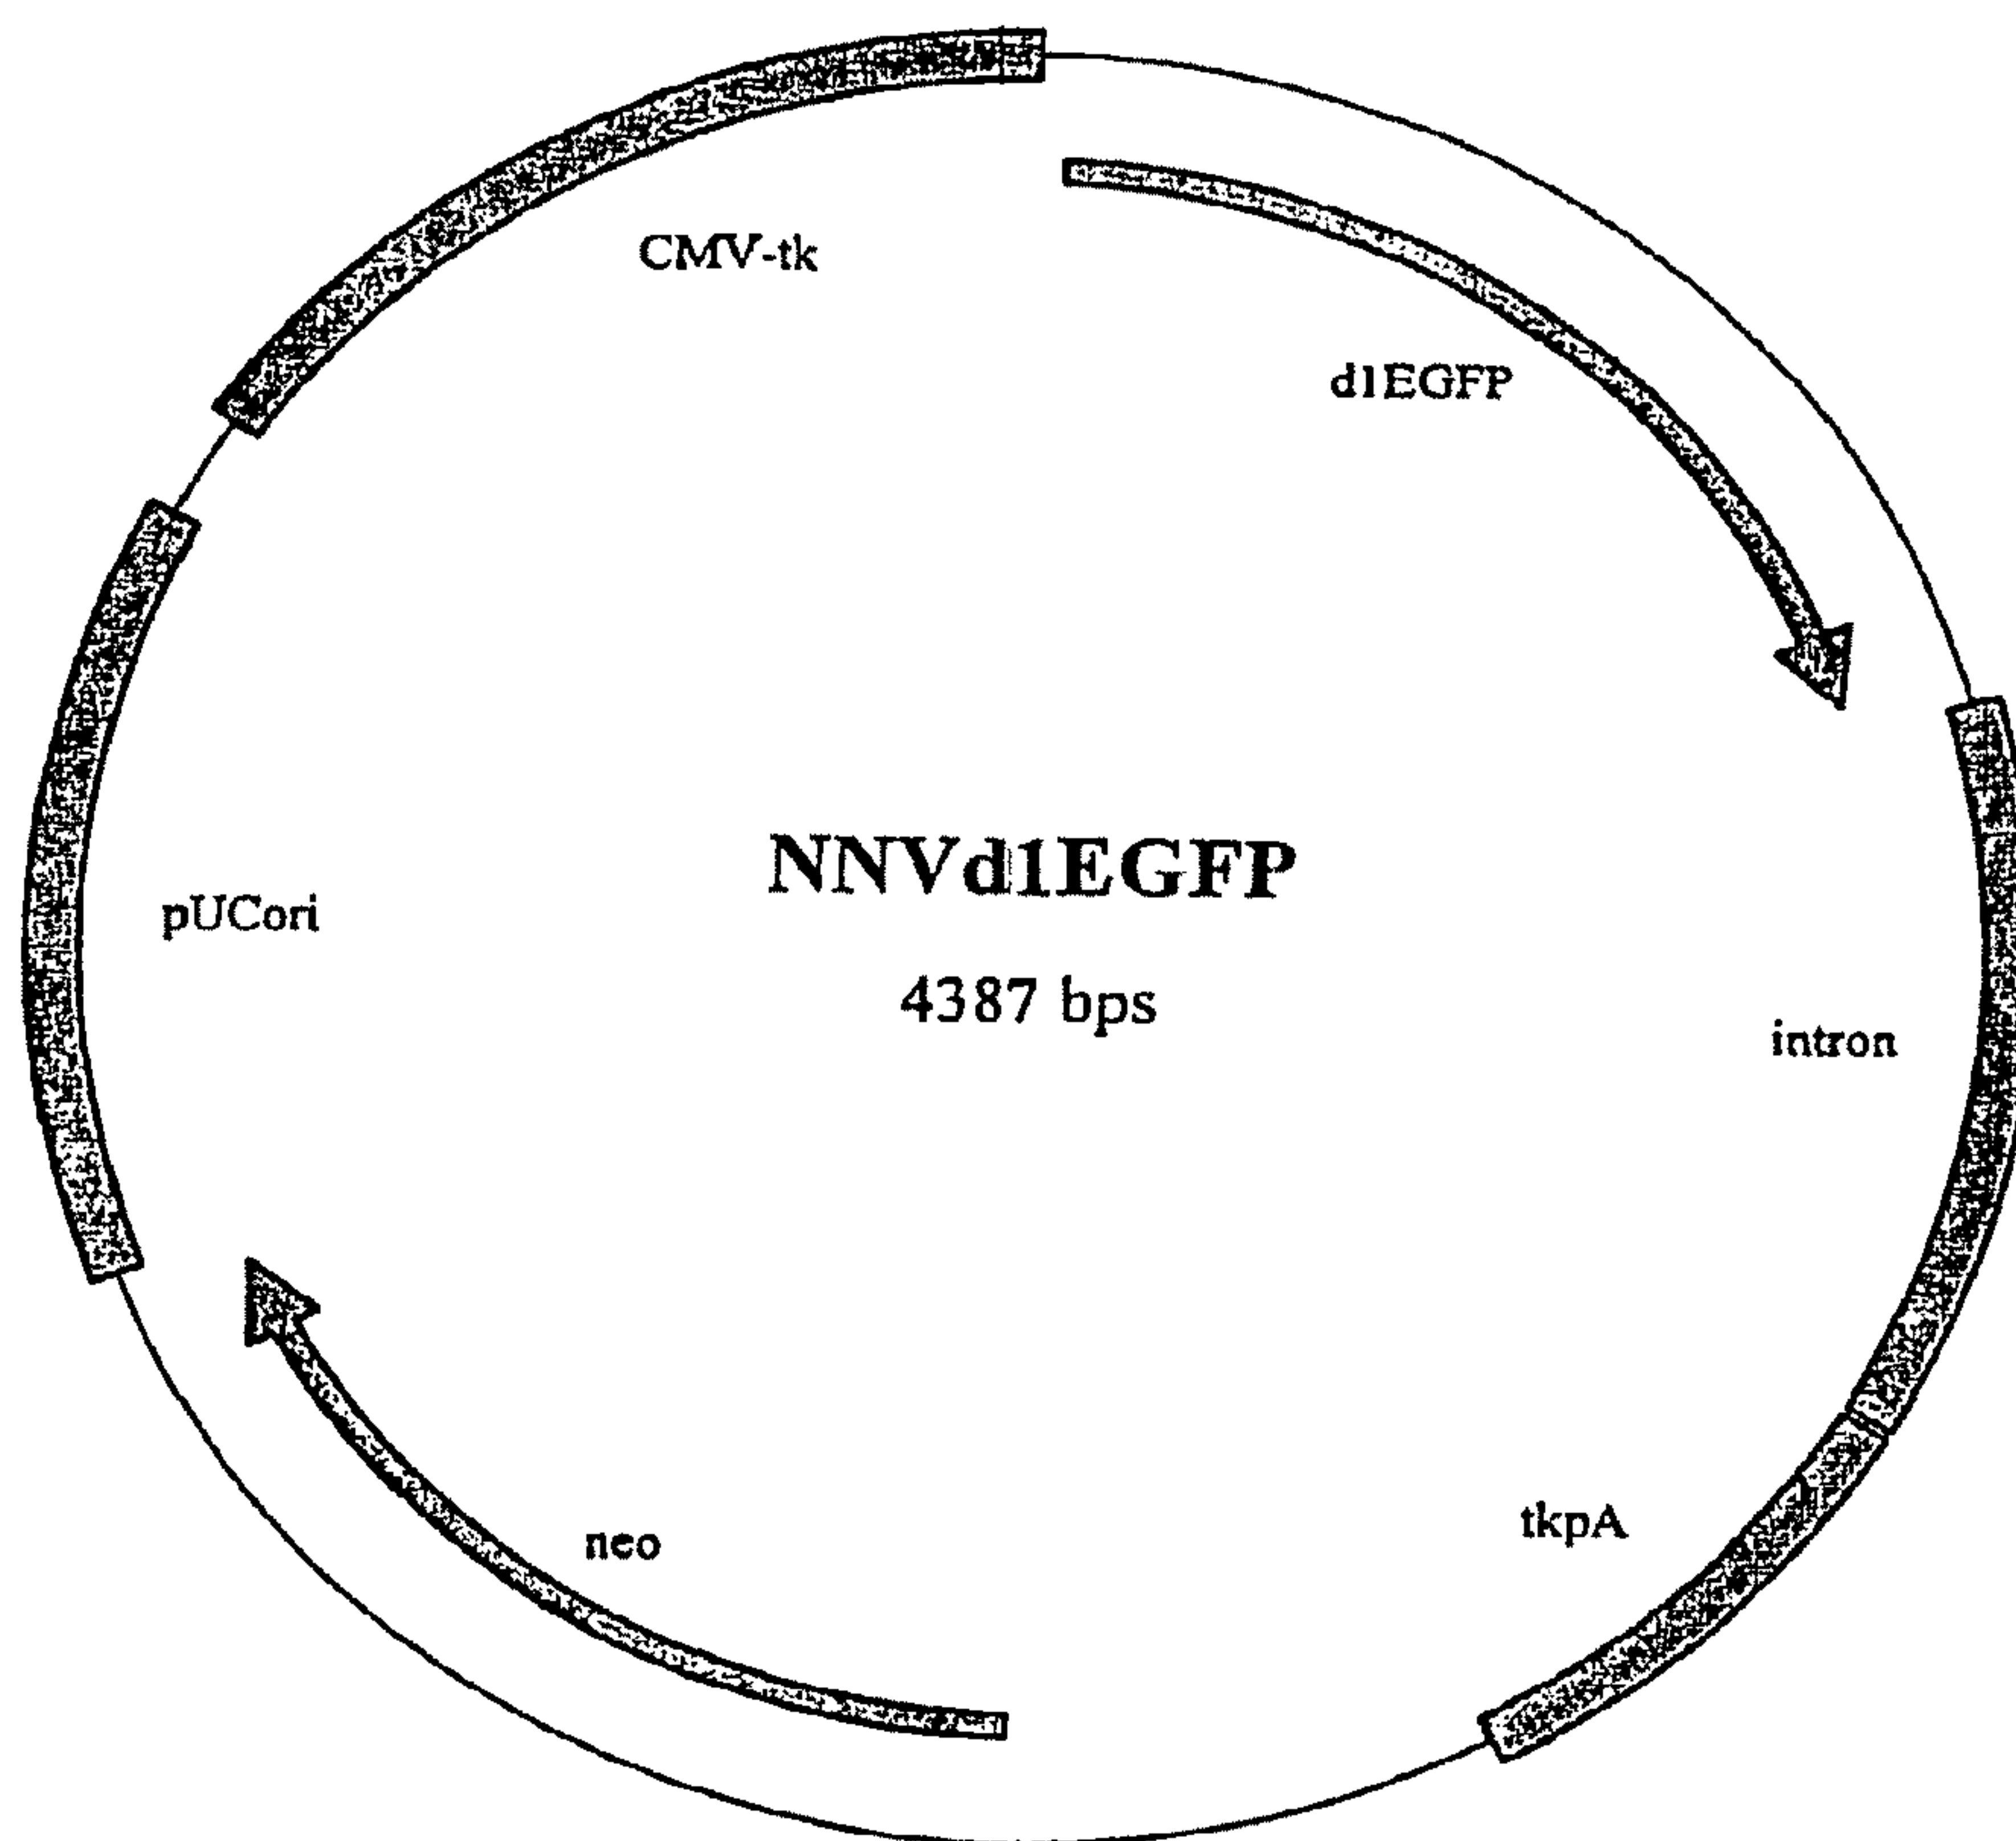 CMV-tk
d1EGFP
NNVd1EGFP
4387 bps
pUCori
intron
tkpA
neo